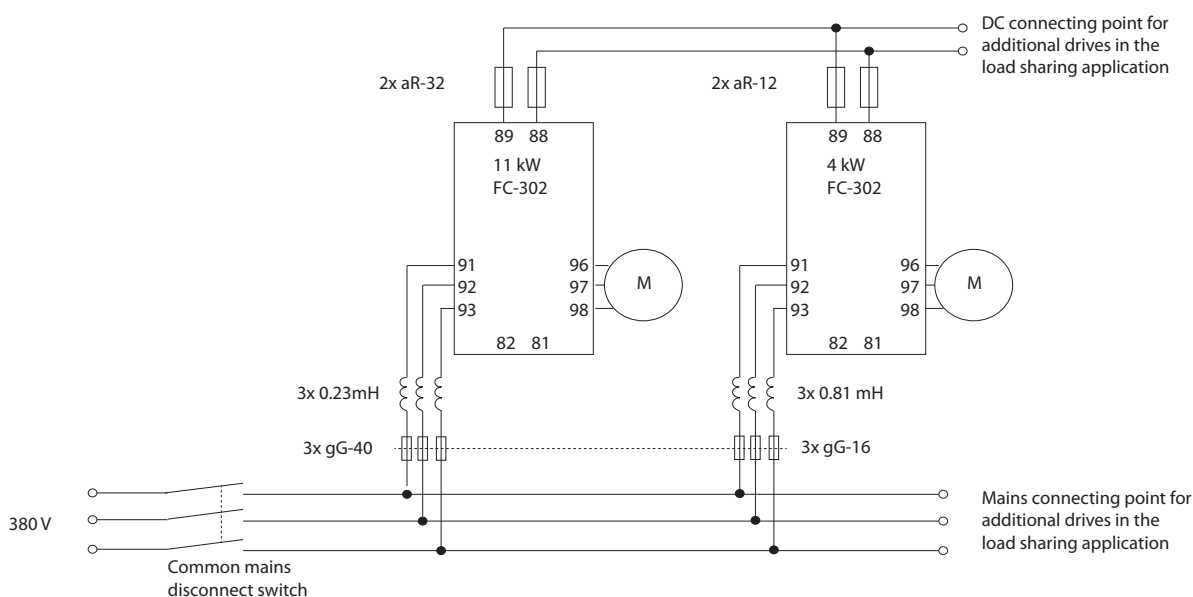 DC connecting point for
additional drives in the
load sharing application
2x aR-32
2x aR-12
89 88
89 88
11 kW
FC-302
4 kW
FC-302
91
92
93
96
97
98
M
91
92
93
96
97
98
M
82 81
82 81
3x 0.23mH
3x 0.81 mH
3x gG-40
3x gG-16
380 V
Mains connecting point for
additional drives in the
load sharing application
Common mains
disconnect switch